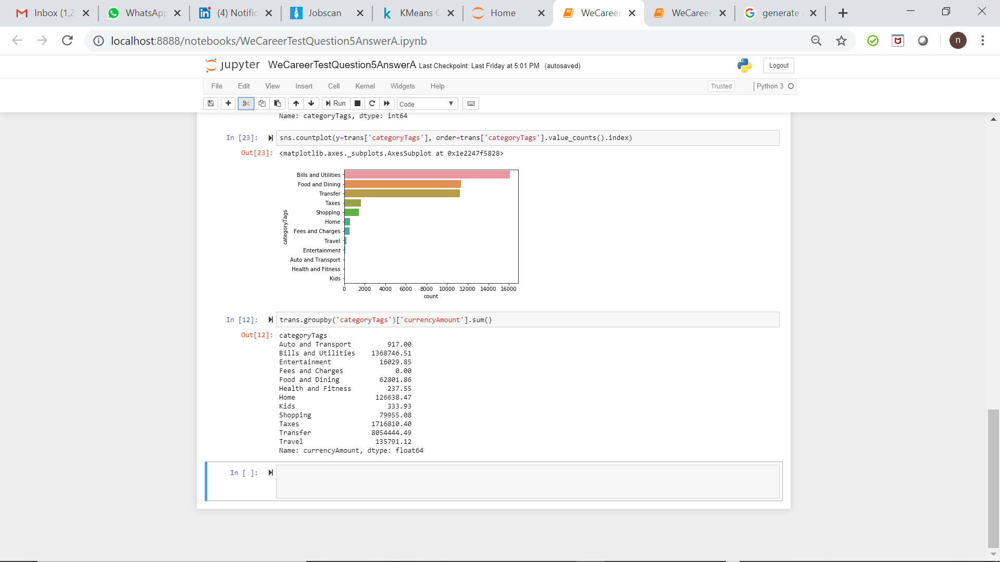 Inbox (1,2
WhatsApp
(4) Notific
Jobscan
KMeans C
Home
WeCareer
WeCareer
generate
localhost:8888/notebooks/WeCareerTestQuestion5AnswerA.ipynb
n
jupyter WeCareerTestQuestion5AnswerA Last Checkpoint: Last Friday at 5:01 PM (autosaved)
Logout
File Edit View Insert Cell Kernel Widgets Help
Trusted
Python 3
Run
Code
Name: categoryTags, dtype: int64
In [23]: sns.countplot(y=trans['categoryTags'], order=trans['categoryTags'].value_counts().index)
Out[23]: <matplotlib.axes._subplots.AxesSubplot at 0x1e2247f5828>
categoryTags
Bills and Utilities
Food and Dining
Transfer
Taxes
Shopping
Home
Fees and Charges
Travel
Entertainment
Auto and Transport
Health and Fitness
Kids
0 2000 4000 6000 8000 10000 12000 14000 16000
count
In [12]: trans.groupby('categoryTags')['currencyAmount'].sum()
Out[12]: categoryTags
Auto and Transport 917.00
Bills and Utilities 1368746.51
Entertainment 16029.85
Fees and Charges 0.00
Food and Dining 62801.86
Health and Fitness 237.55
Home 126638.47
Kids 333.93
Shopping 79955.08
Taxes 1716810.40
Transfer 8054444.49
Travel 135791.12
Name: currencyAmount, dtype: float64
In [ ]: